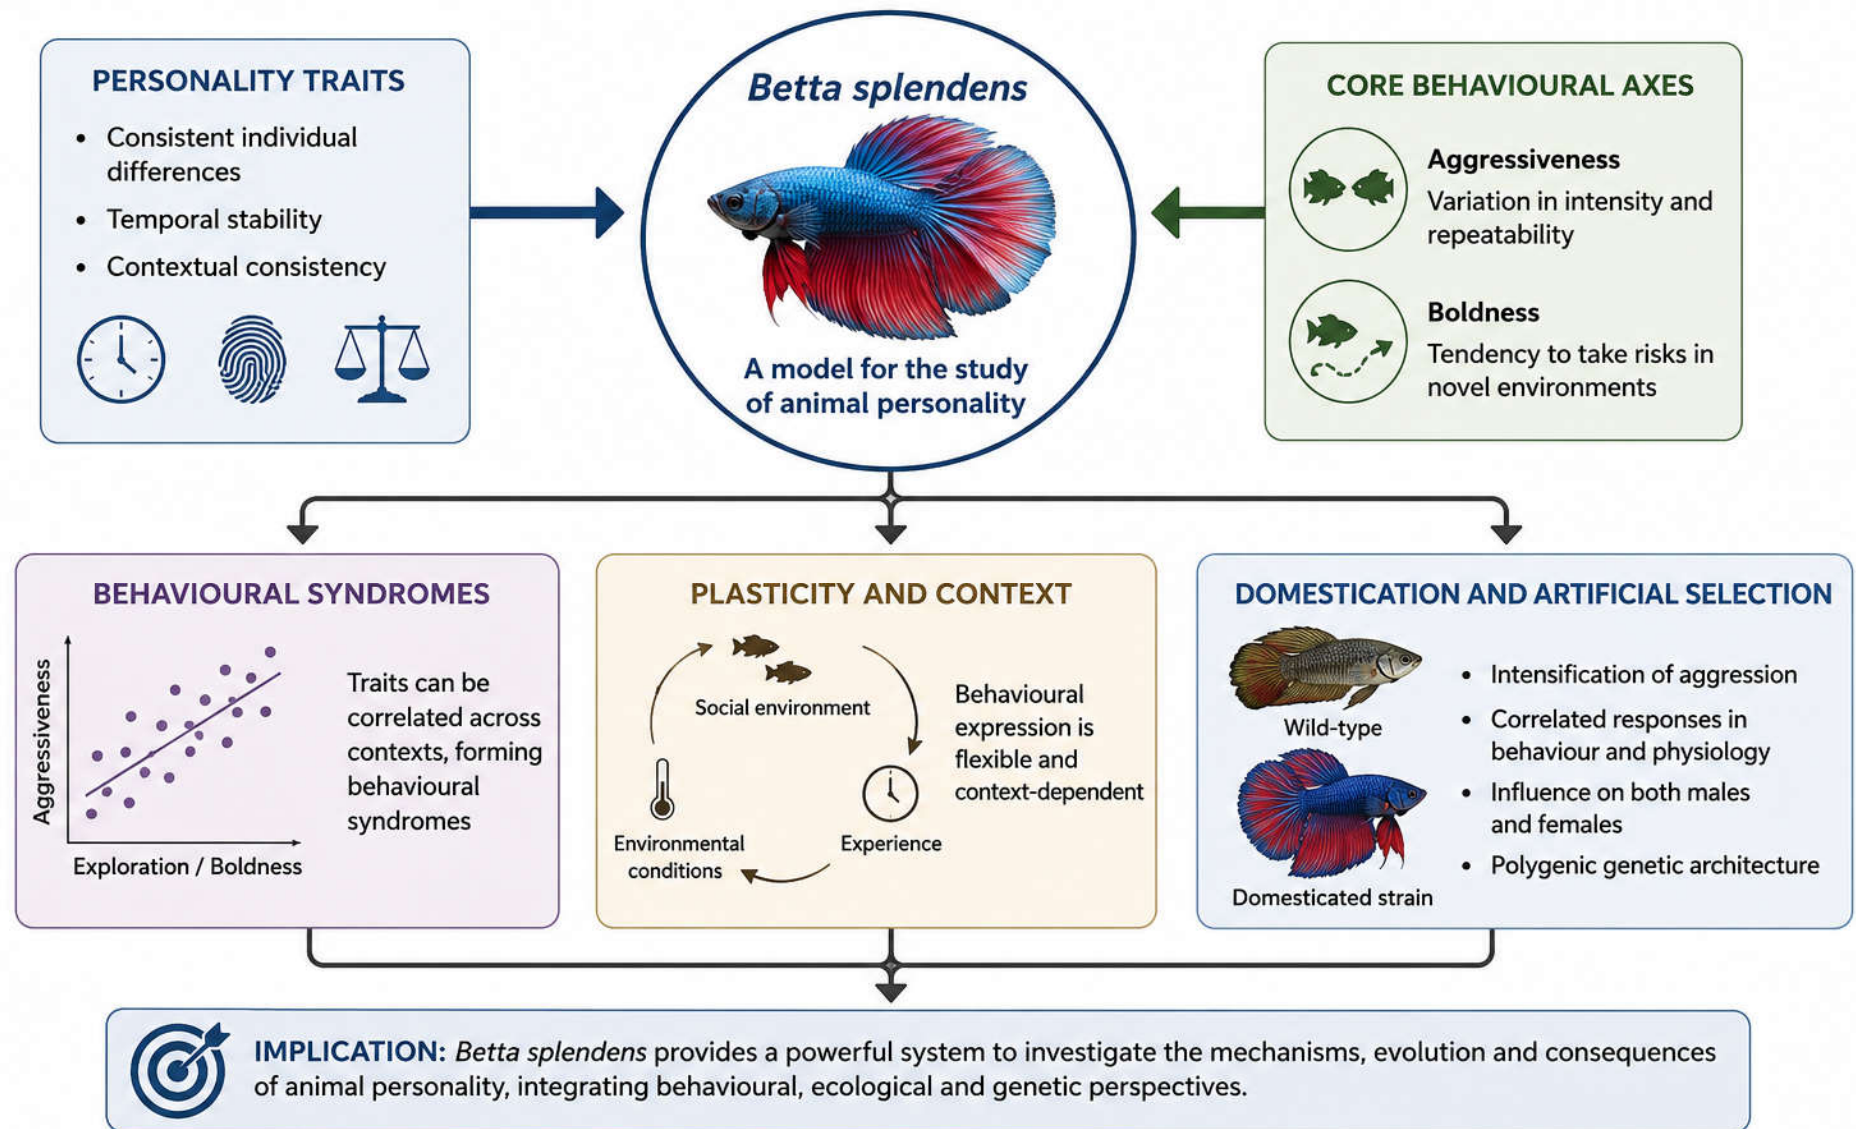 PERSONALITY TRAITS
• Consistent individual
differences
• Temporal stability
• Contextual consistency
Betta splendens
A model for the study
of animal personality
CORE BEHAVIOURAL AXES
Aggressiveness
Variation in intensity and
repeatability
Boldness
Tendency to take risks in
novel environments
BEHAVIOURAL SYNDROMES
Aggressiveness
Exploration / Boldness
Traits can be
correlated across
contexts, forming
behavioural
syndromes
PLASTICITY AND CONTEXT
Social environment
Experience
Environmental
conditions
Behavioural
expression is
flexible and
context-dependent
DOMESTICATION AND ARTIFICIAL SELECTION
Wild-type
Domesticated strain
• Intensification of aggression
• Correlated responses in
behaviour and physiology
• Influence on both males
and females
• Polygenic genetic architecture
IMPLICATION: Betta splendens provides a powerful system to investigate the mechanisms, evolution and consequences
of animal personality, integrating behavioural, ecological and genetic perspectives.